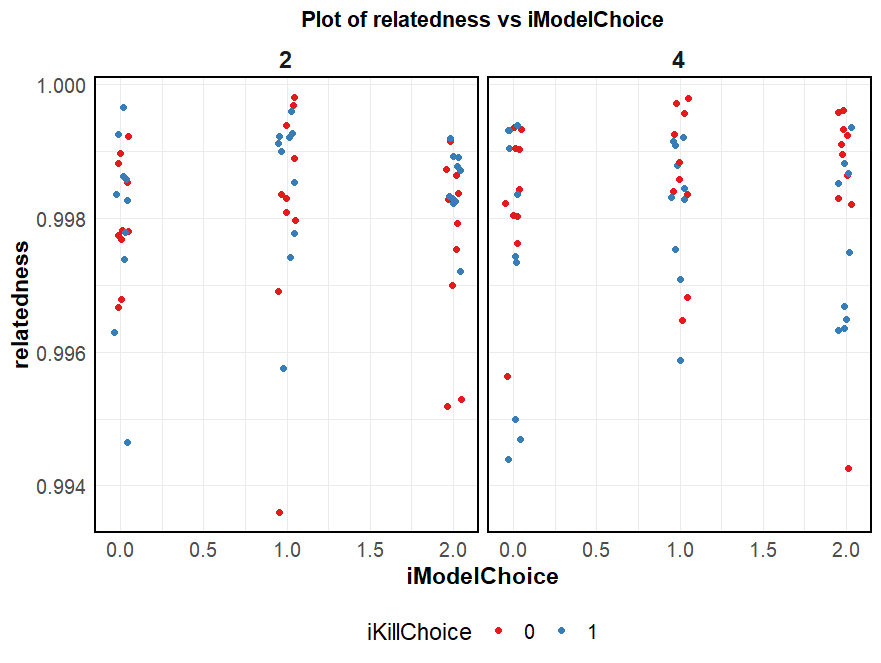 Plot of relatedness vs iModelChoice
2 4
1.000
0.998
0.996
0.994
relatedness
0.0 0.5 1.0 1.5 2.0 0.0 0.5 1.0 1.5 2.0
iModelChoice
iKillChoice 0 1